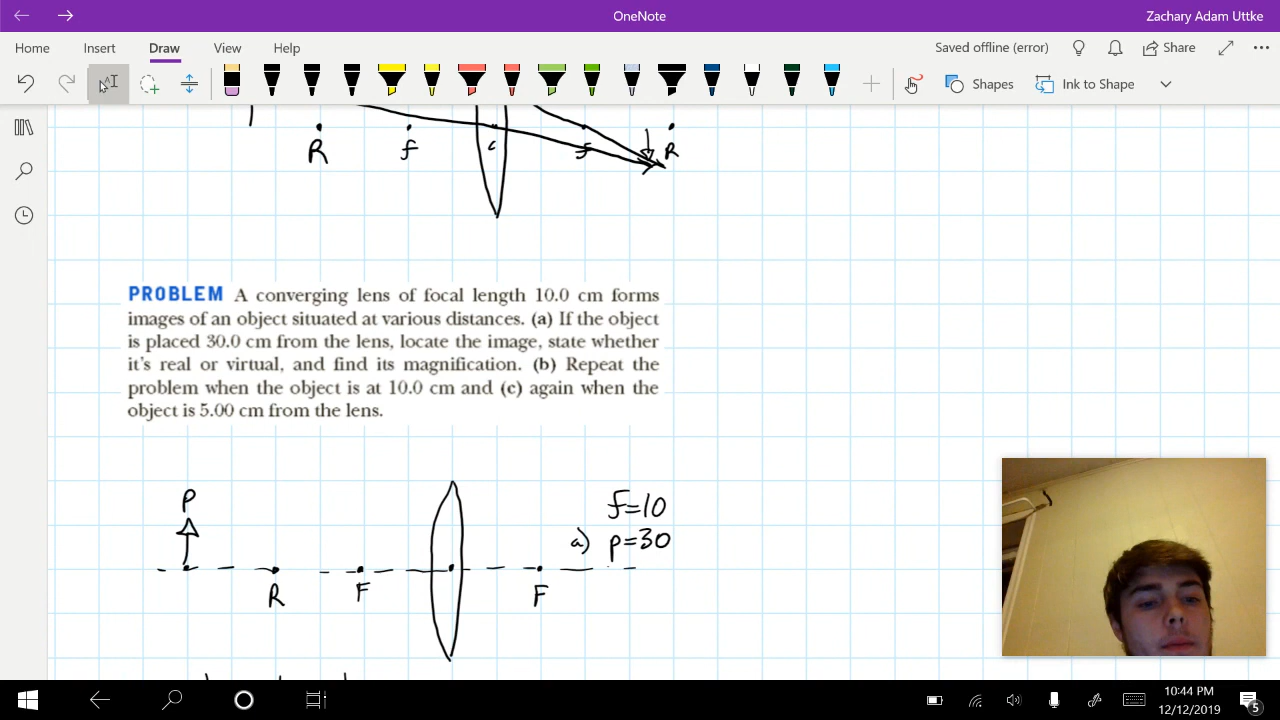 OneNote
Zachary Adam Uttke
Home Insert Draw View Help
Saved offline (error)
Share
Shapes
Ink to Shape
R f c f R
PROBLEM A converging lens of focal length 10.0 cm forms
images of an object situated at various distances. (a) If the object
is placed 30.0 cm from the lens, locate the image, state whether
it's real or virtual, and find its magnification. (b) Repeat the
problem when the object is at 10.0 cm and (c) again when the
object is 5.00 cm from the lens.
P
f=10
a) p=30
R F F
10:44 PM
12/12/2019
5